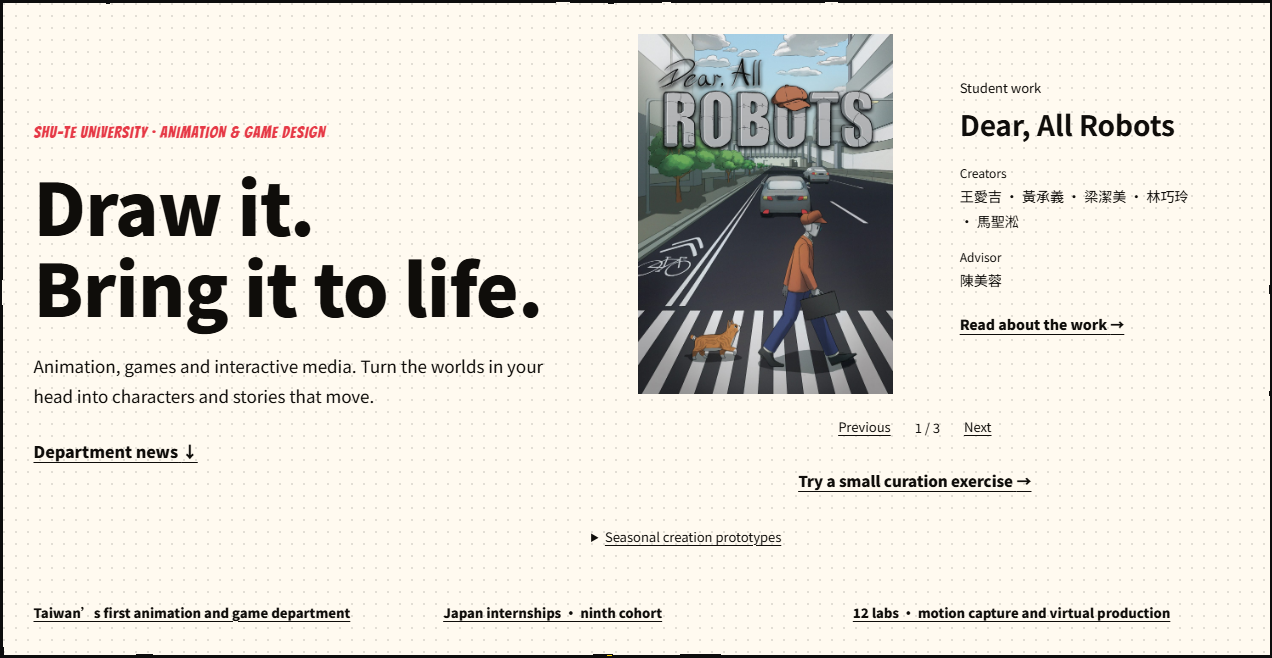 SHU-TE UNIVERSITY · ANIMATION & GAME DESIGN
Draw it.
Bring it to life.
Animation, games and interactive media. Turn the worlds in your
head into characters and stories that move.
Department news ↓
Dear, All
ROBOTS
Student work
Dear, All Robots
Creators
王愛吉 · 黃承義 · 梁潔美 · 林巧玲
· 馬聖淞
Advisor
陳美蓉
Read about the work →
Previous 1 / 3 Next
Try a small curation exercise →
▶ Seasonal creation prototypes
Taiwan’s first animation and game department
Japan internships · ninth cohort
12 labs · motion capture and virtual production